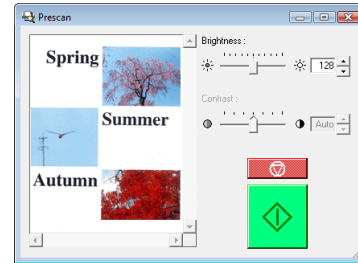 Prescan
Brightness :
Spring
128
Summer
Contrast :
Auto
Autumn